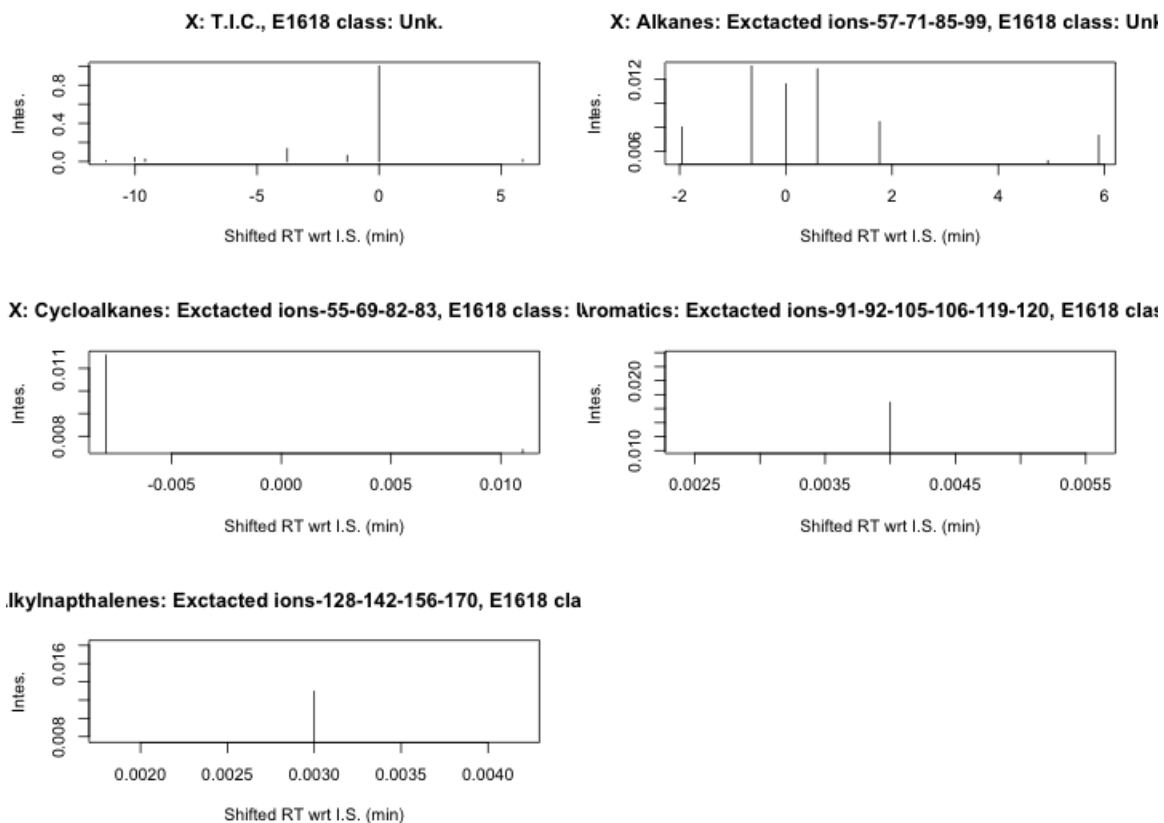 X: T.I.C., E1618 class: Unk.
Intes.
0.0 0.4 0.8
-10 -5 0 5
Shifted RT wrt I.S. (min)
X: Alkanes: Exctacted ions-57-71-85-99, E1618 class: Unk
Intes.
0.006 0.012
-2 0 2 4 6
Shifted RT wrt I.S. (min)
X: Cycloalkanes: Exctacted ions-55-69-82-83, E1618 class: U
Intes.
0.008 0.011
-0.005 0.000 0.005 0.010
Shifted RT wrt I.S. (min)
Aromatics: Exctacted ions-91-92-105-106-119-120, E1618 clas
Intes.
0.010 0.020
0.0025 0.0035 0.0045 0.0055
Shifted RT wrt I.S. (min)
lkylnapthalenes: Exctacted ions-128-142-156-170, E1618 cla
Intes.
0.008 0.016
0.0020 0.0025 0.0030 0.0035 0.0040
Shifted RT wrt I.S. (min)